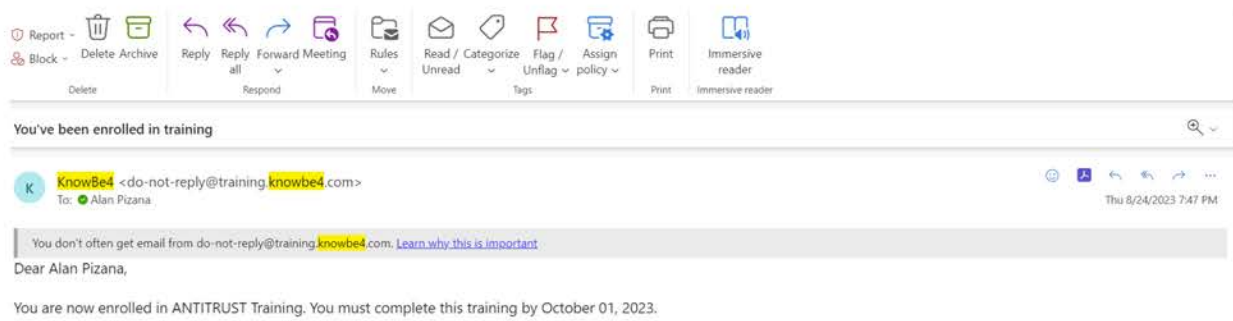 Report
Block
Delete
Archive
Delete
Reply
Reply all
Forward
Meeting
Respond
Rules
Move
Read / Unread
Categorize
Flag / Unflag
Assign policy
Tags
Print
Print
Immersive reader
Immersive reader
You've been enrolled in training
K
KnowBe4 <do-not-reply@training.knowbe4.com>
To: Alan Pizana
Thu 8/24/2023 7:47 PM
You don't often get email from do-not-reply@training.knowbe4.com. Learn why this is important
Dear Alan Pizana,
You are now enrolled in ANTITRUST Training. You must complete this training by October 01, 2023.